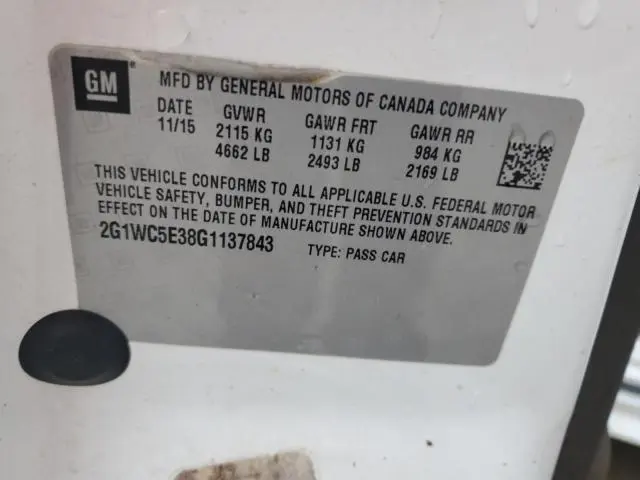 GM
MFD BY GENERAL MOTORS OF CANADA COMPANY
DATE GVWR GAWR FRT GAWR RR
11/15 2115 KG 1131 KG 984 KG
4662 LB 2493 LB 2169 LB
THIS VEHICLE CONFORMS TO ALL APPLICABLE U.S. FEDERAL MOTOR
VEHICLE SAFETY, BUMPER, AND THEFT PREVENTION STANDARDS IN
EFFECT ON THE DATE OF MANUFACTURE SHOWN ABOVE.
2G1WC5E38G1137843 TYPE: PASS CAR